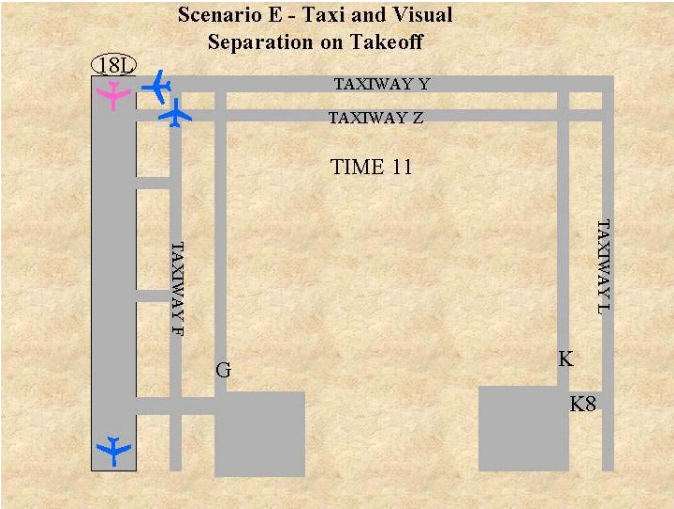 Scenario E - Taxi and Visual
Separation on Takeoff
18L
TAXIWAY Y
TAXIWAY Z
TIME 11
TAXIWAY F
TAXIWAY L
G
K
K8